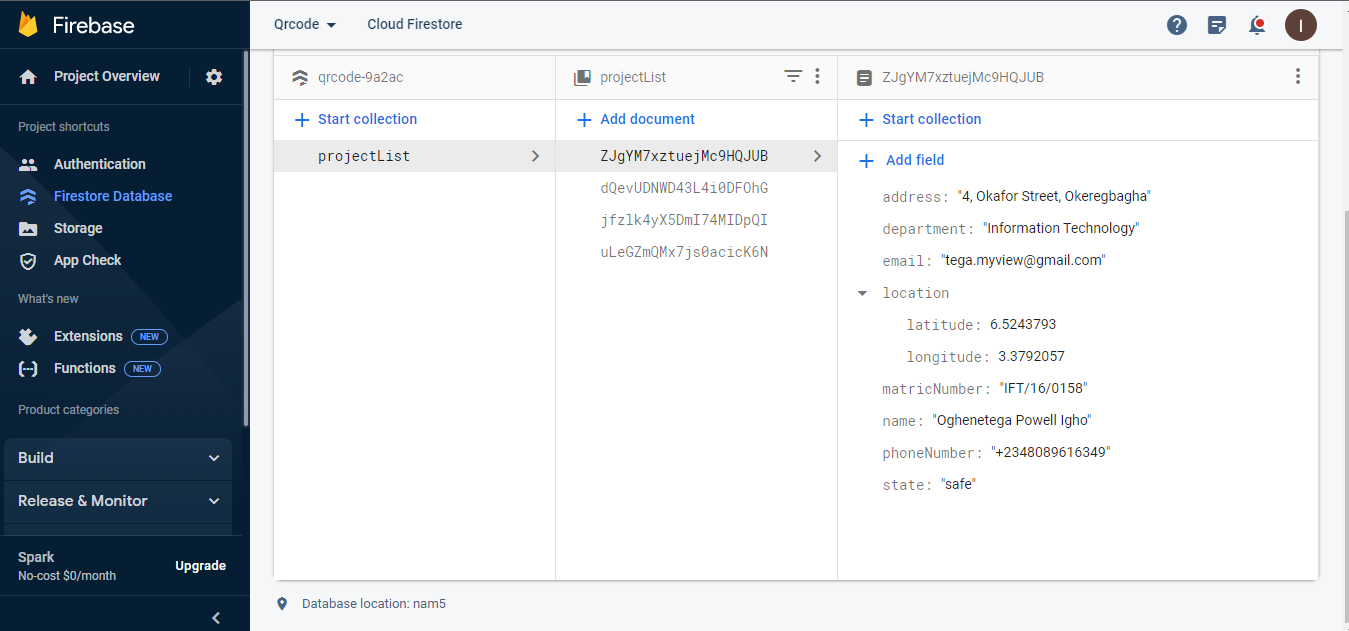 Firebase
Project Overview
Project shortcuts
Authentication
Firestore Database
Storage
App Check
What's new
Extensions NEW
Functions NEW
Product categories
Build
Release & Monitor
Spark
No-cost $0/month
Upgrade
Qrcode
Cloud Firestore
I
qrcode-9a2ac
Start collection
projectList
projectList
Add document
ZJgYM7xztuejMc9HQJUB
dQevUDNWD43L4i0DFOhG
jfzlk4yX5DmI74MIDpQI
uLeGZmQMx7js0acicK6N
ZJgYM7xztuejMc9HQJUB
Start collection
Add field
address: "4, Okafor Street, Okeregbagha"
department: "Information Technology"
email: "tega.myview@gmail.com"
location
latitude: 6.5243793
longitude: 3.3792057
matricNumber: "IFT/16/0158"
name: "Oghenetega Powell Igho"
phoneNumber: "+2348089616349"
state: "safe"
Database location: nam5